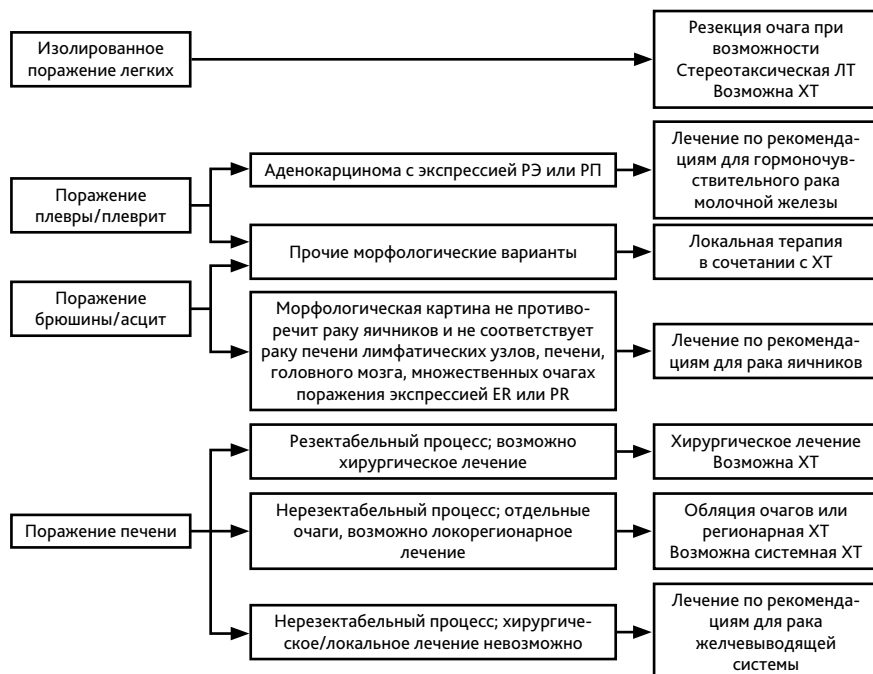 Изолированное
поражение легких
Резекция очага при
возможности
Стереотаксическая ЛТ
Возможна ХТ
Поражение
плевры/плеврит
Аденокарцинома с экспрессией РЭ или РП
Лечение по рекоменда-
циям для гормоночув-
ствительного рака
молочной железы
Прочие морфологические варианты
Локальная терапия
в сочетании с ХТ
Поражение
брюшины/асцит
Морфологическая картина не противо-
речит раку яичников и не соответствует
раку печени лимфатических узлов, печени,
головного мозга, множественных очагах
поражения экспрессией ER или PR
Лечение по рекоменда-
циям для рака яичников
Поражение печени
Резектабельный процесс; возможно
хирургическое лечение
Хирургическое лечение
Возможна ХТ
Нерезектабельный процесс; отдельные
очаги, возможно локорегионарное
лечение
Обляция очагов или
регионарная ХТ
Возможна системная ХТ
Нерезектабельный процесс; хирургиче-
ское/локальное лечение невозможно
Лечение по рекоменда-
циям для рака
желчевыводящей
системы